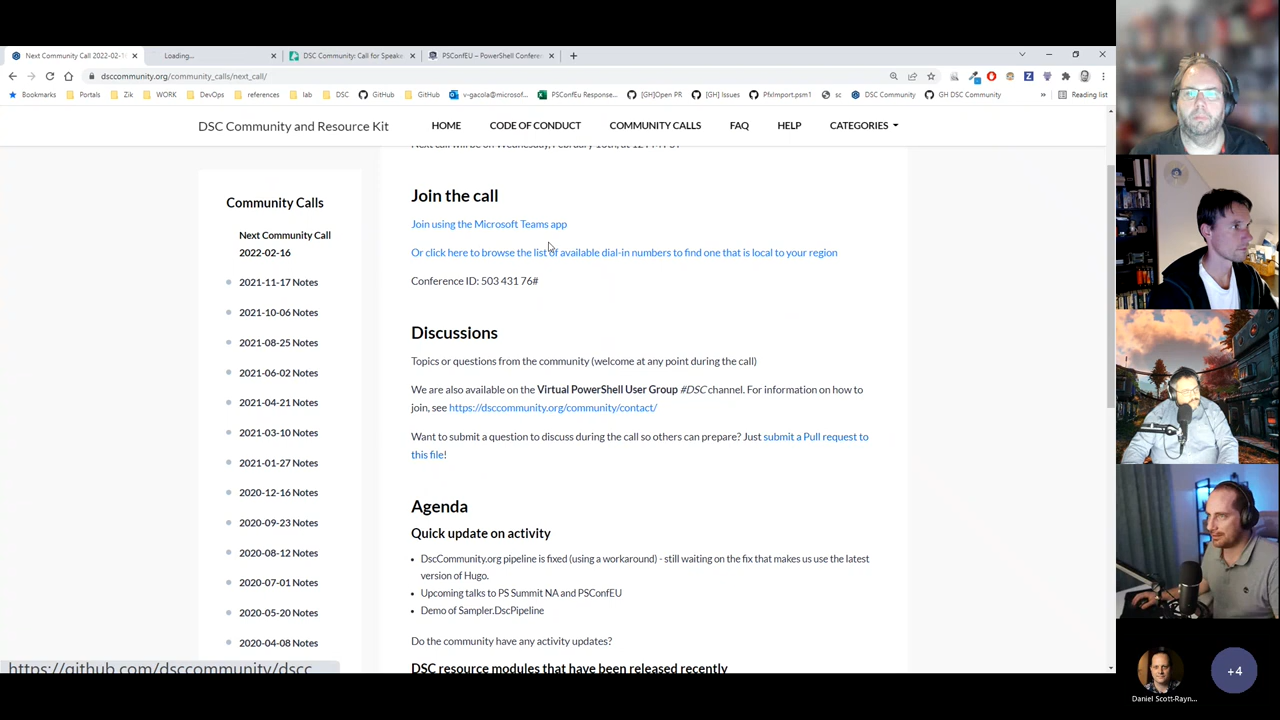 Next Community Call 2022-02-1
Loading...
DSC Community: Call for Speake
PSConfEU – PowerShell Conferen
dsccommunity.org/community_calls/next_call/
Bookmarks
Portals
Zik
WORK
DevOps
references
lab
DSC
GitHub
GitHub
v-gacola@microsof...
PSConfEu Response...
[GH]Open PR
[GH] Issues
PfxImport.psm1
sc
DSC Community
GH DSC Community
»
Reading list
DSC Community and Resource Kit
HOME
CODE OF CONDUCT
COMMUNITY CALLS
FAQ
HELP
CATEGORIES
Community Calls
Next Community Call
2022-02-16
2021-11-17 Notes
2021-10-06 Notes
2021-08-25 Notes
2021-06-02 Notes
2021-04-21 Notes
2021-03-10 Notes
2021-01-27 Notes
2020-12-16 Notes
2020-09-23 Notes
2020-08-12 Notes
2020-07-01 Notes
2020-05-20 Notes
2020-04-08 Notes
Join the call
Join using the Microsoft Teams app
Or click here to browse the list of available dial-in numbers to find one that is local to your region
Conference ID: 503 431 76#
Discussions
Topics or questions from the community (welcome at any point during the call)
We are also available on the Virtual PowerShell User Group #DSC channel. For information on how to
join, see https://dsccommunity.org/community/contact/
Want to submit a question to discuss during the call so others can prepare? Just submit a Pull request to
this file!
Agenda
Quick update on activity
• DscCommunity.org pipeline is fixed (using a workaround) - still waiting on the fix that makes us use the latest
version of Hugo.
• Upcoming talks to PS Summit NA and PSConfEU
• Demo of Sampler.DscPipeline
Do the community have any activity updates?
DSC resource modules that have been released recently
https://github.com/dsccommunity/dscc
Daniel Scott-Rayn...
+4